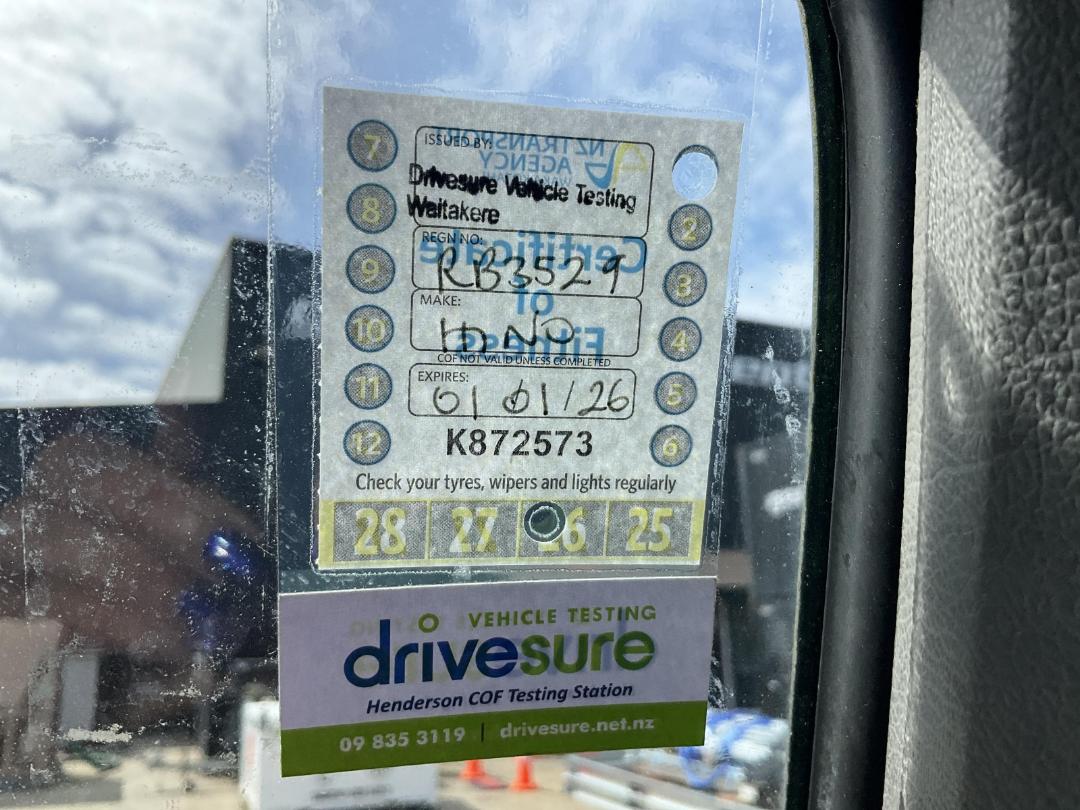 7
ISSUED BY:
NZ TRANSPORT
AGENCY
Drivesure Vehicle Testing
Waitakere
8
2
REGN NO:
Certificate
RB3529
9
3
of
MAKE:
HINO
10
4
Fitness
COF NOT VALID UNLESS COMPLETED
EXPIRES:
01/01/26
11
5
K872573
12
6
Check your tyres, wipers and lights regularly
28 27 26 25
VEHICLE TESTING
drivesure
Henderson COF Testing Station
09 835 3119 | drivesure.net.nz